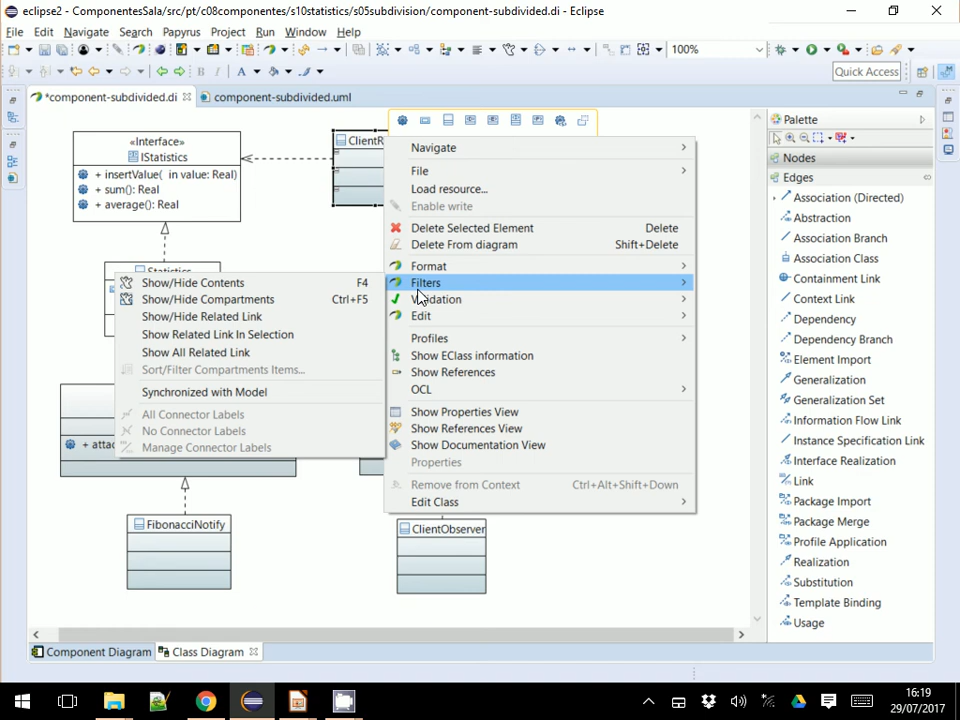 eclipse2 - ComponentesSala/src/pt/c08componentes/s10statistics/s05subdivision/component-subdivided.di - Eclipse
File Edit Navigate Search Papyrus Project Run Window Help
100%
B I A
Quick Access
*component-subdivided.di component-subdivided.uml
«Interface»
IStatistics
+ insertValue( in value: Real)
+ sum(): Real
+ average(): Real
Statistics
+ attac
FibonacciNotify
ClientR
ClientObserver
Show/Hide Contents F4
Show/Hide Compartments Ctrl+F5
Show/Hide Related Link
Show Related Link In Selection
Show All Related Link
Sort/Filter Compartments Items...
Synchronized with Model
All Connector Labels
No Connector Labels
Manage Connector Labels
Navigate
File
Load resource...
Enable write
Delete Selected Element Delete
Delete From diagram Shift+Delete
Format
Filters
Validation
Edit
Profiles
Show EClass information
Show References
OCL
Show Properties View
Show References View
Show Documentation View
Properties
Remove from Context Ctrl+Alt+Shift+Down
Edit Class
Palette
Nodes
Edges
Association (Directed)
Abstraction
Association Branch
Association Class
Containment Link
Context Link
Dependency
Dependency Branch
Element Import
Generalization
Generalization Set
Information Flow Link
Instance Specification Link
Interface Realization
Link
Package Import
Package Merge
Profile Application
Realization
Substitution
Template Binding
Usage
Component Diagram Class Diagram
16:19
29/07/2017